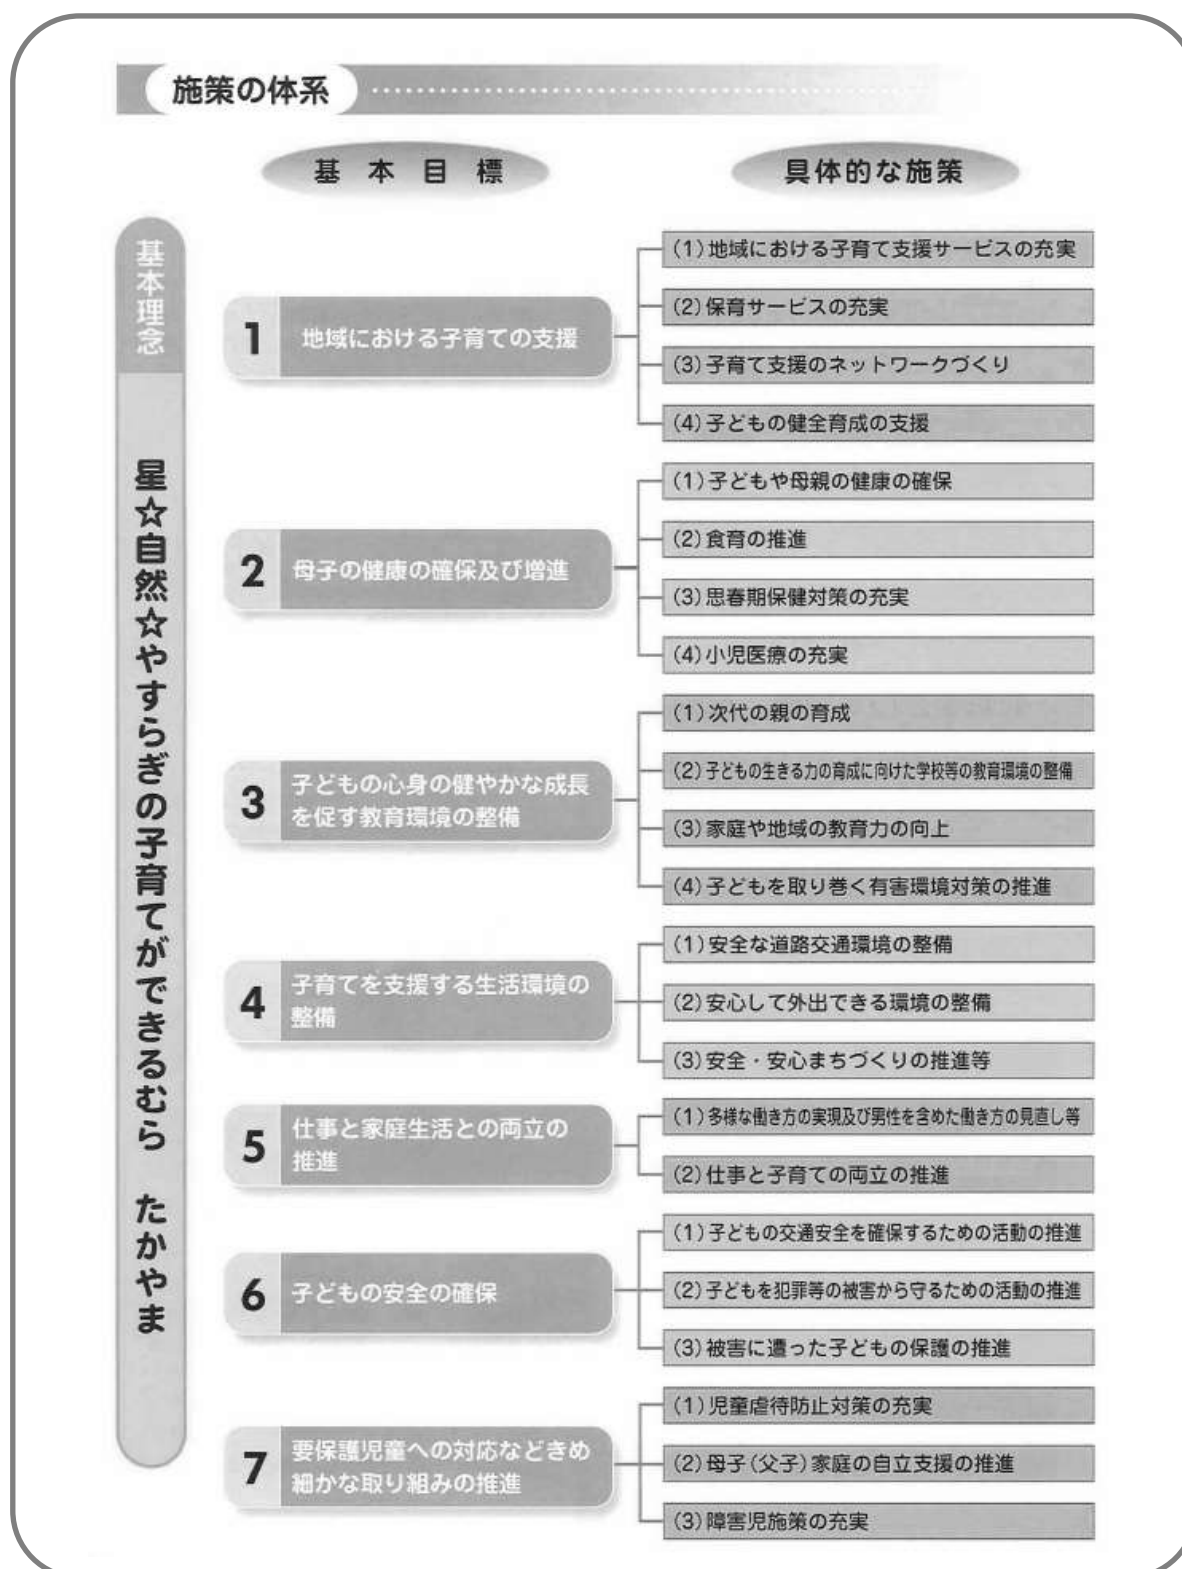 施策の体系
基本目標
具体的な施策
基本理念
星☆自然☆やすらぎの子育てができるむら たかやま
1 地域における子育ての支援
(1)地域における子育て支援サービスの充実
(2)保育サービスの充実
(3)子育て支援のネットワークづくり
(4)子どもの健全育成の支援
2 母子の健康の確保及び増進
(1)子どもや母親の健康の確保
(2)食育の推進
(3)思春期保健対策の充実
(4)小児医療の充実
3 子どもの心身の健やかな成長
を促す教育環境の整備
(1)次代の親の育成
(2)子どもの生きる力の育成に向けた学校等の教育環境の整備
(3)家庭や地域の教育力の向上
(4)子どもを取り巻く有害環境対策の推進
4 子育てを支援する生活環境の
整備
(1)安全な道路交通環境の整備
(2)安心して外出できる環境の整備
(3)安全・安心まちづくりの推進等
5 仕事と家庭生活との両立の
推進
(1)多様な働き方の実現及び男性を含めた働き方の見直し等
(2)仕事と子育ての両立の推進
6 子どもの安全の確保
(1)子どもの交通安全を確保するための活動の推進
(2)子どもを犯罪等の被害から守るための活動の推進
(3)被害に遭った子どもの保護の推進
7 要保護児童への対応などきめ
細かな取り組みの推進
(1)児童虐待防止対策の充実
(2)母子(父子)家庭の自立支援の推進
(3)障害児施策の充実